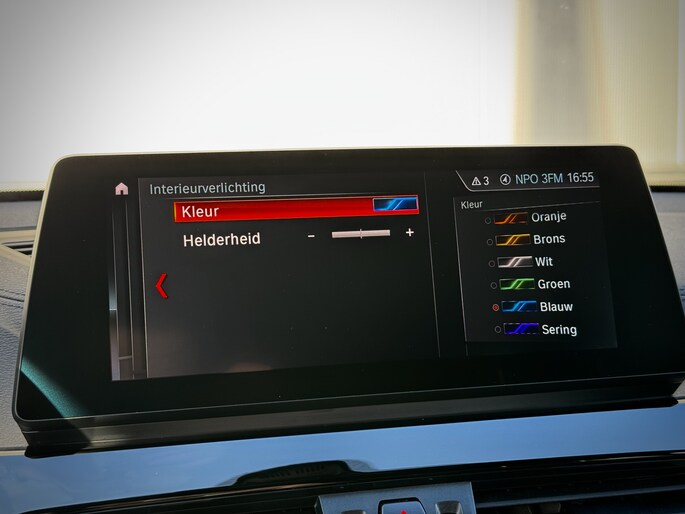 Interieurverlichting
3 NPO 3FM 16:55
Kleur
Helderheid - +
Kleur
Oranje
Brons
Wit
Groen
Blauw
Sering